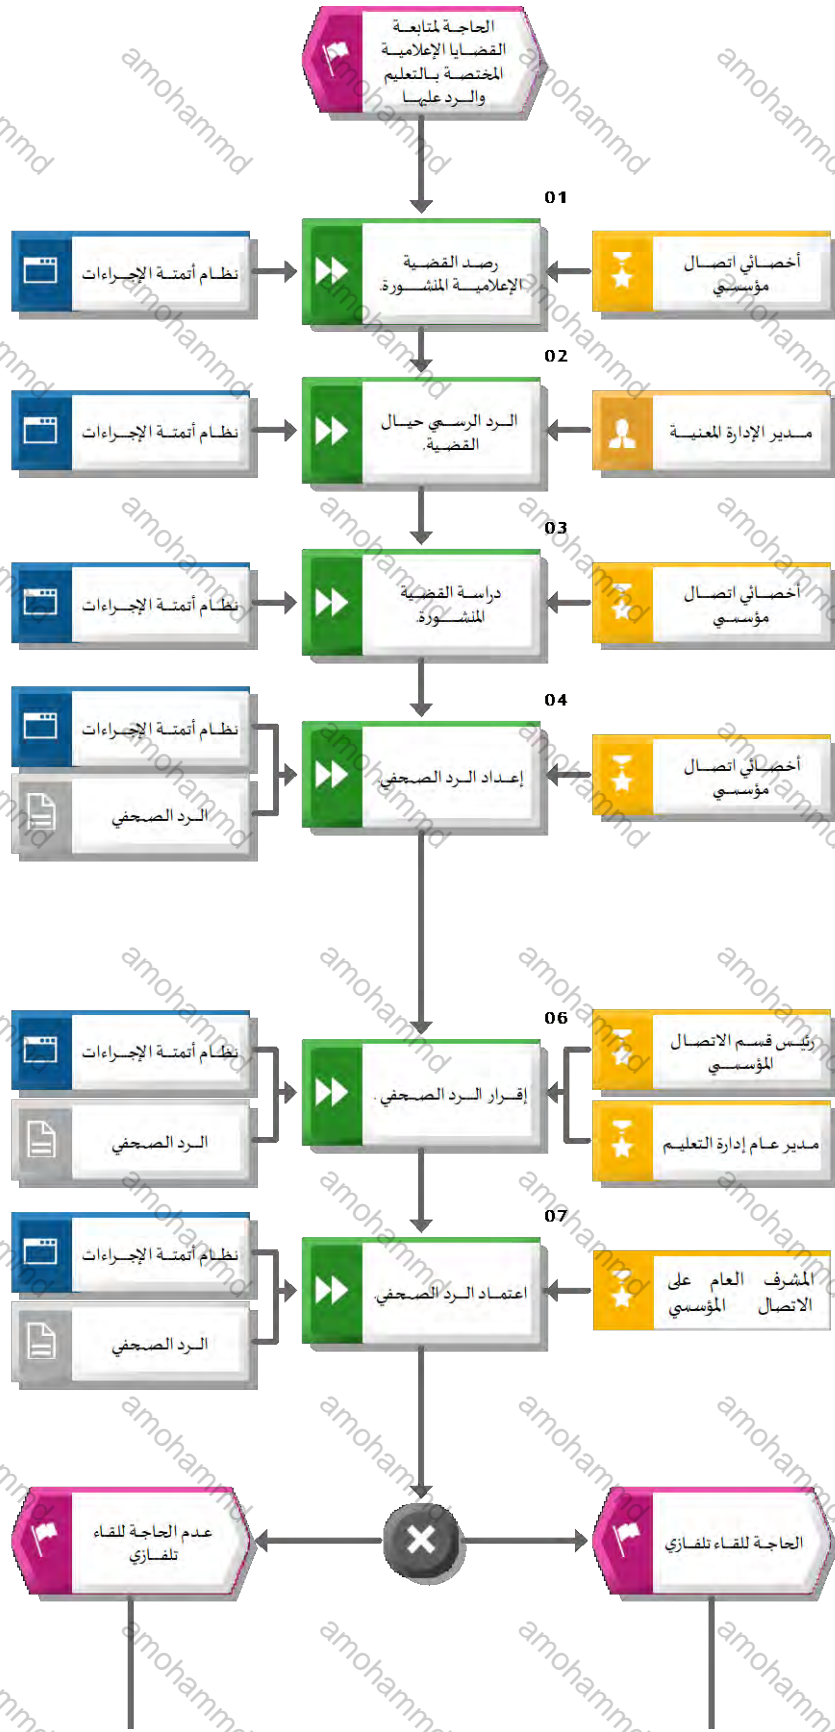 الحاجة لمتابعة
القضايا الإعلامية
المختصة بالتعليم
والرد عليها
01
أخصائي اتصال
مؤسسي
رصد القضية
الإعلامية المنشورة.
نظام أتمتة الإجراءات
02
مدير الإدارة المعنية
الرد الرسمي حيال
القضية.
نظام أتمتة الإجراءات
03
أخصائي اتصال
مؤسسي
دراسة القضية
المنشورة.
نظام أتمتة الإجراءات
04
أخصائي اتصال
مؤسسي
إعداد الرد الصحفي.
نظام أتمتة الإجراءات
الرد الصحفي
06
رئيس قسم الاتصال
المؤسسي
مدير عام إدارة التعليم
إقرار الرد الصحفي .
نظام أتمتة الإجراءات
الرد الصحفي
07
المشرف العام على
الاتصال المؤسسي
اعتماد الرد الصحفي.
نظام أتمتة الإجراءات
الرد الصحفي
الحاجة للقاء تلفازي
عدم الحاجة للقاء
تلفازي
amohammd